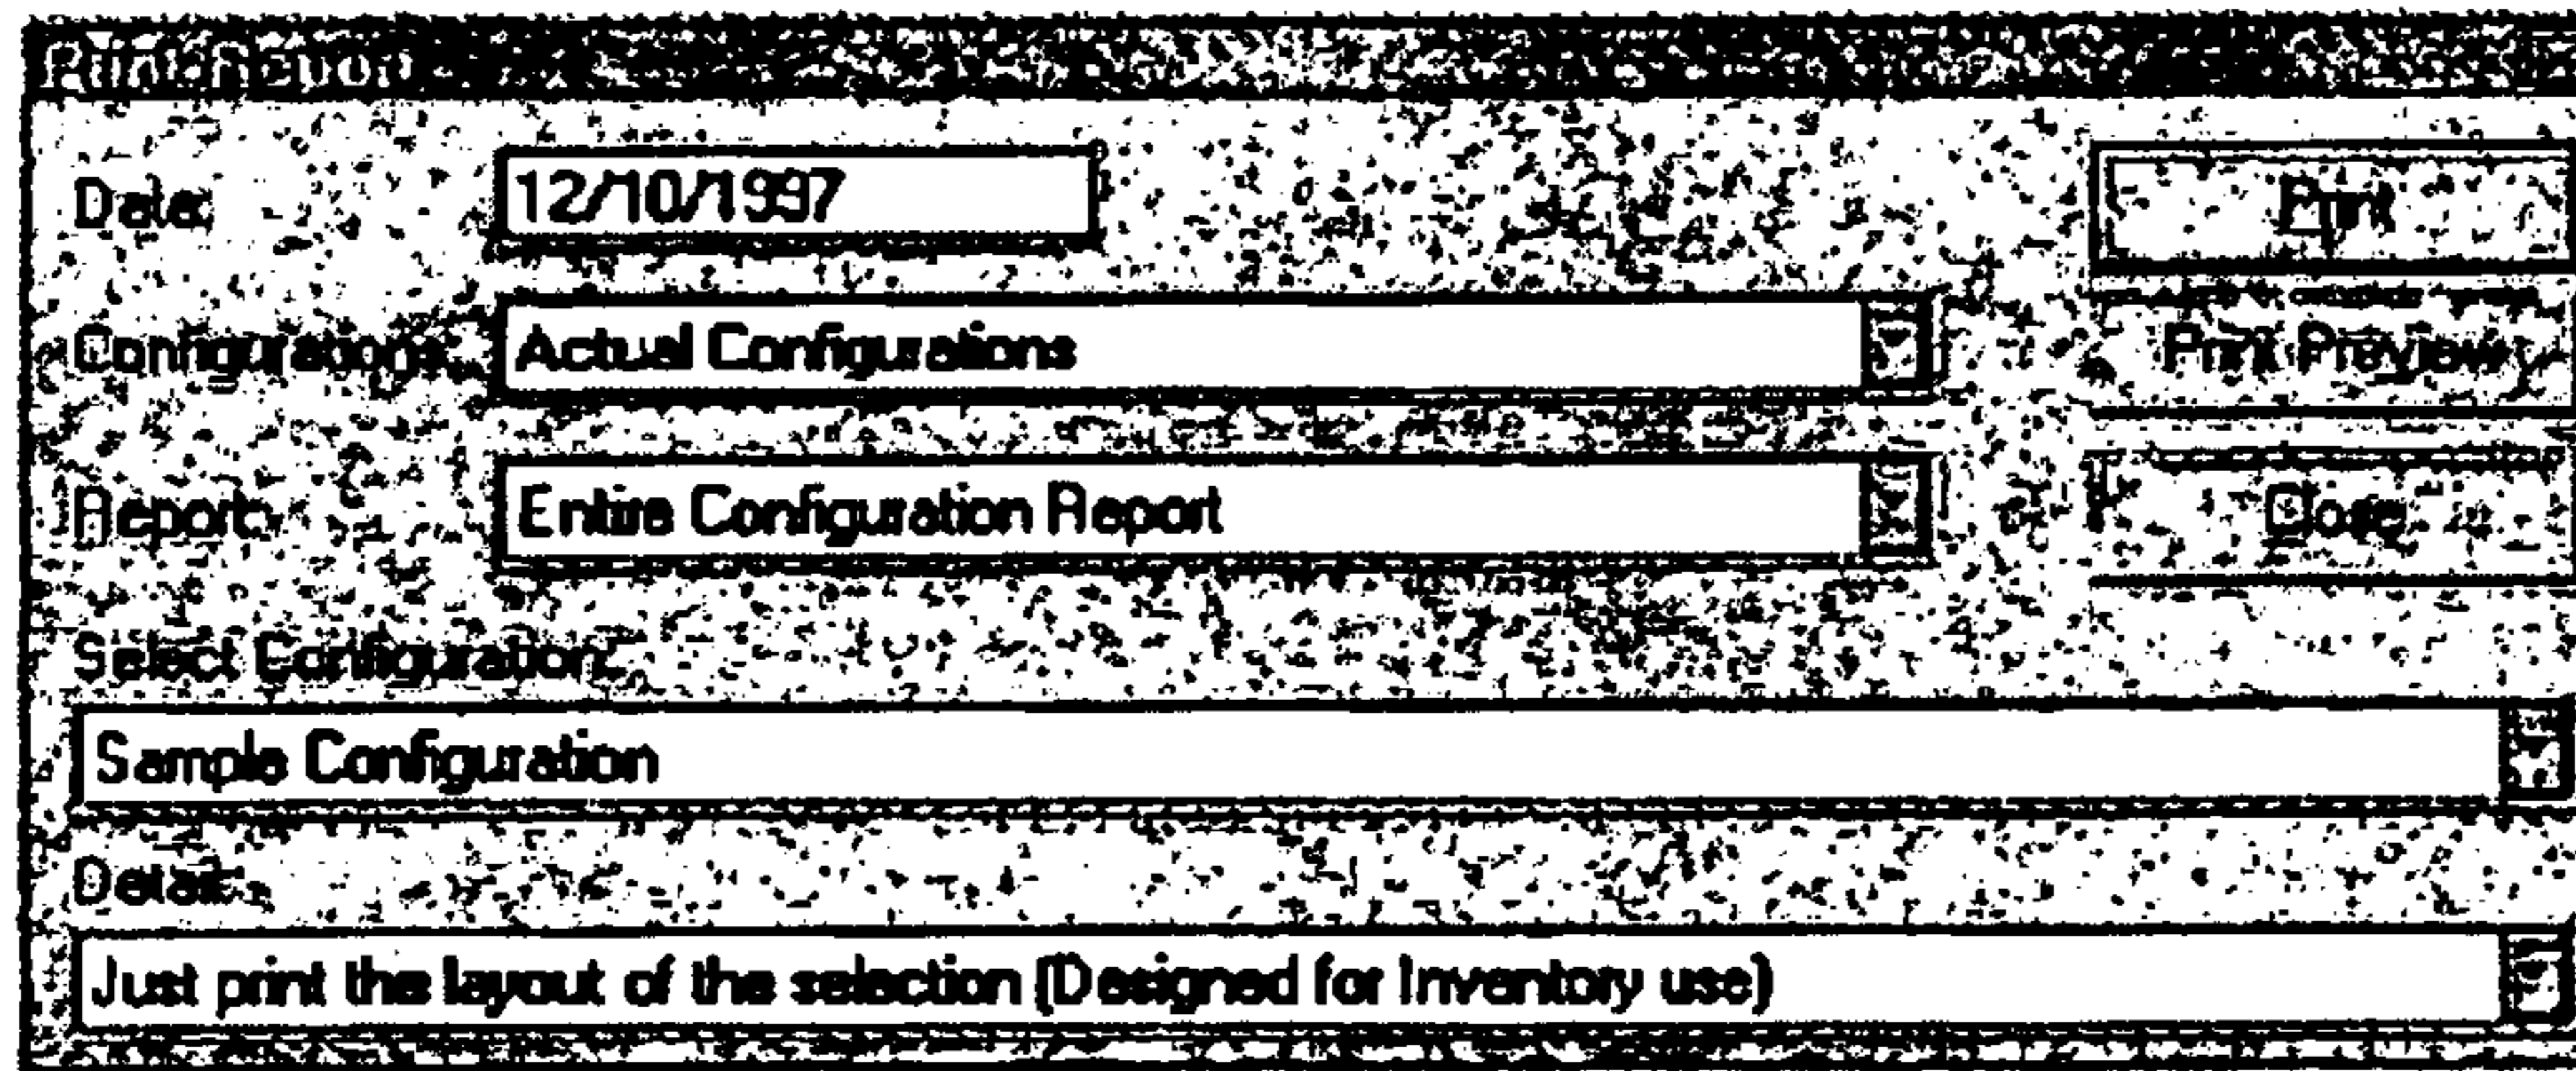 Date: 12/10/1997 Print
Configurations: Actual Configurations Print Preview
Report: Entire Configuration Report Close
Select Configuration:
Sample Configuration
Detail:
Just print the layout of the selection (Designed for Inventory use)